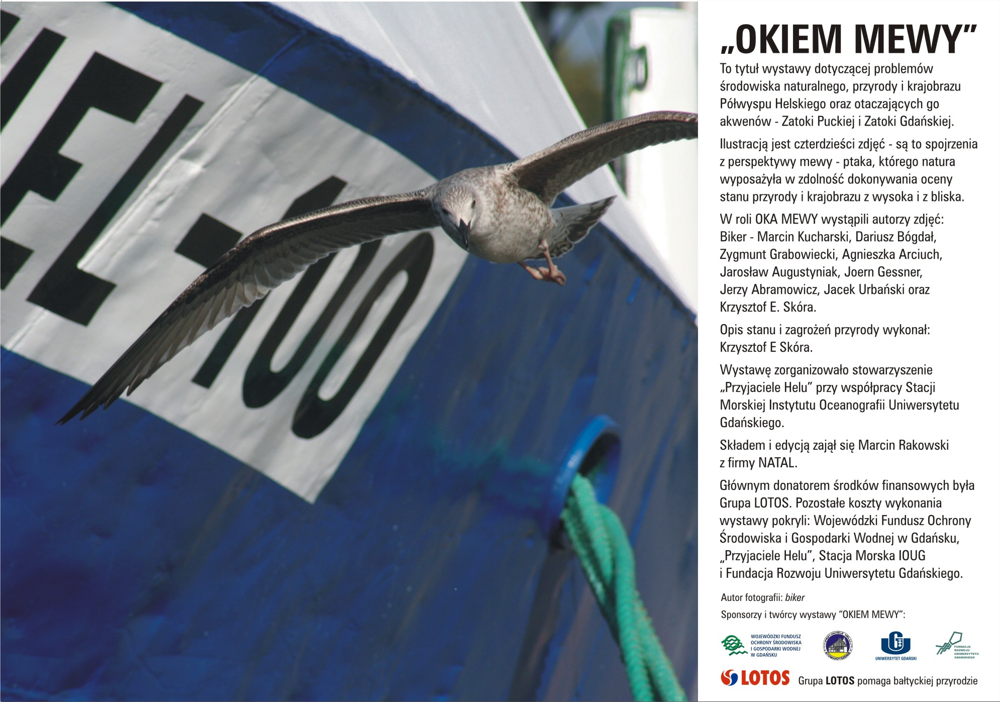 EL-100
„OKIEM MEWY”
To tytuł wystawy dotyczącej problemów
środowiska naturalnego, przyrody i krajobrazu
Półwyspu Helskiego oraz otaczających go
akwenów - Zatoki Puckiej i Zatoki Gdańskiej.
Ilustracją jest czterdzieści zdjęć - są to spojrzenia
z perspektywy mewy - ptaka, którego natura
wyposażyła w zdolność dokonywania oceny
stanu przyrody i krajobrazu z wysoka i z bliska.
W roli OKA MEWY wystąpili autorzy zdjęć:
Biker - Marcin Kucharski, Dariusz Bógdał,
Zygmunt Grabowiecki, Agnieszka Arciuch,
Jarosław Augustyniak, Joern Gessner,
Jerzy Abramowicz, Jacek Urbański oraz
Krzysztof E. Skóra.
Opis stanu i zagrożeń przyrody wykonał:
Krzysztof E Skóra.
Wystawę zorganizowało stowarzyszenie
„Przyjaciele Helu” przy współpracy Stacji
Morskiej Instytutu Oceanografii Uniwersytetu
Gdańskiego.
Składem i edycją zajął się Marcin Rakowski
z firmy NATAL.
Głównym donatorem środków finansowych była
Grupa LOTOS. Pozostałe koszty wykonania
wystawy pokryli: Wojewódzki Fundusz Ochrony
Środowiska i Gospodarki Wodnej w Gdańsku,
„Przyjaciele Helu”, Stacja Morska IOUG
i Fundacja Rozwoju Uniwersytetu Gdańskiego.
Autor fotografii: biker
Sponsorzy i twórcy wystawy “OKIEM MEWY”:
WOJEWÓDZKI FUNDUSZ
OCHRONY ŚRODOWISKA
I GOSPODARKI WODNEJ
W GDAŃSKU
PRZYJACIELE HELU
STOWARZYSZENIE
UNIWERSYTET GDAŃSKI
FUNDACJA
ROZWOJU
UNIWERSYTETU
GDAŃSKIEGO
LOTOS
Grupa LOTOS pomaga bałtyckiej przyrodzie